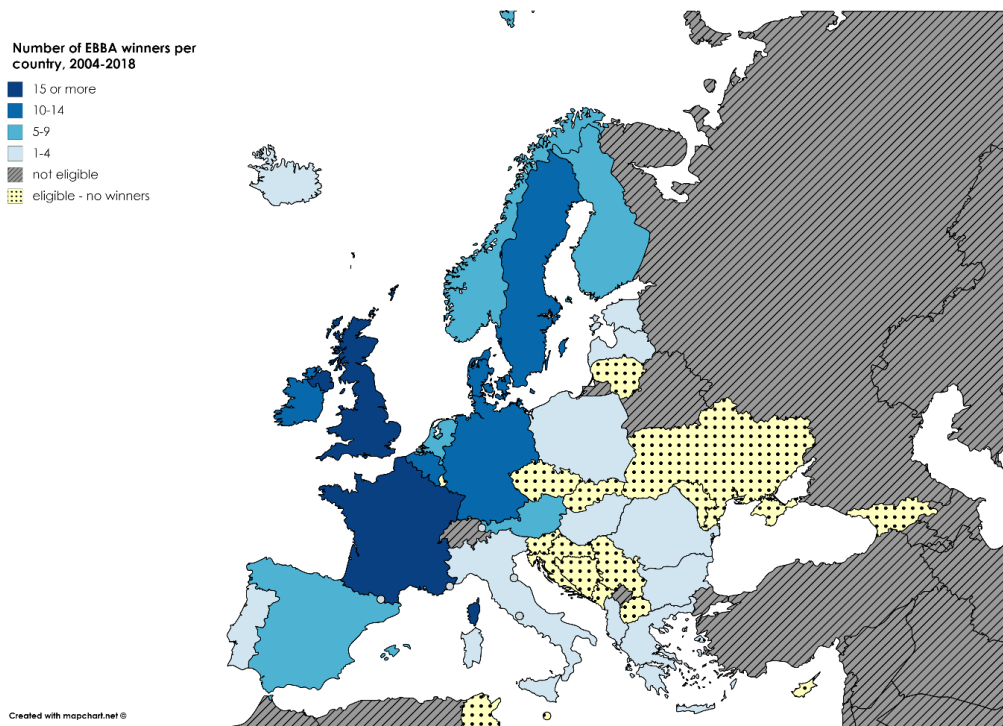 Number of EBBA winners per
country, 2004-2018
15 or more
10-14
5-9
1-4
not eligible
eligible - no winners
Created with mapchart.net ©